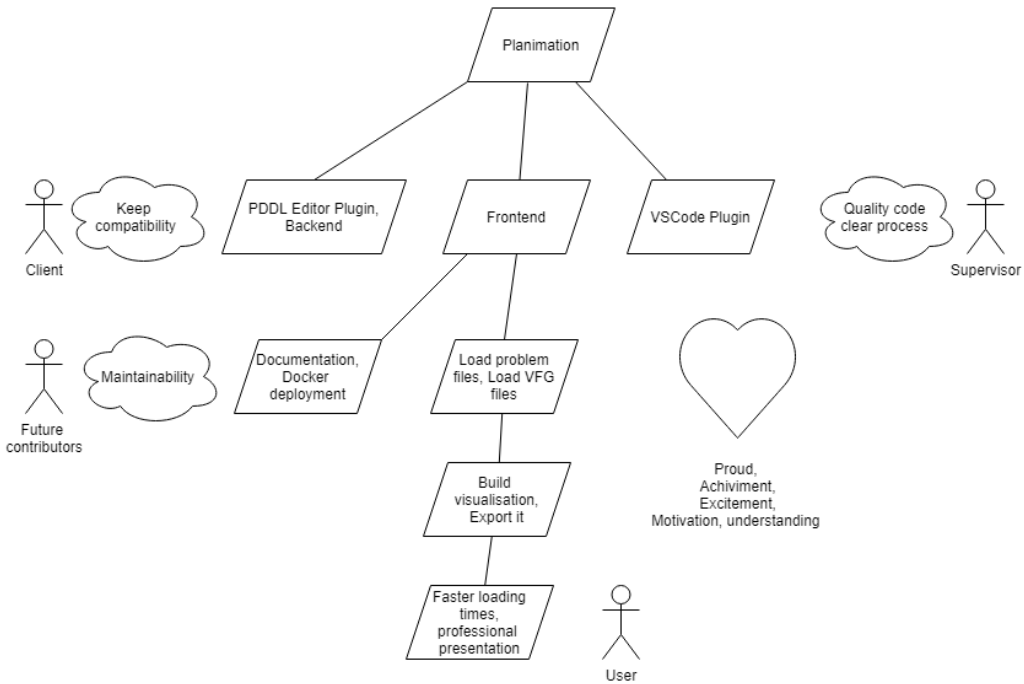 Planimation
Keep
compatibility
Client
PDDL Editor Plugin,
Backend
Frontend
VSCode Plugin
Quality code
clear process
Supervisor
Maintainability
Future
contributors
Documentation,
Docker
deployment
Load problem
files, Load VFG
files
Proud,
Achiviment,
Excitement,
Motivation, understanding
Build
visualisation,
Export it
Faster loading
times,
professional
presentation
User